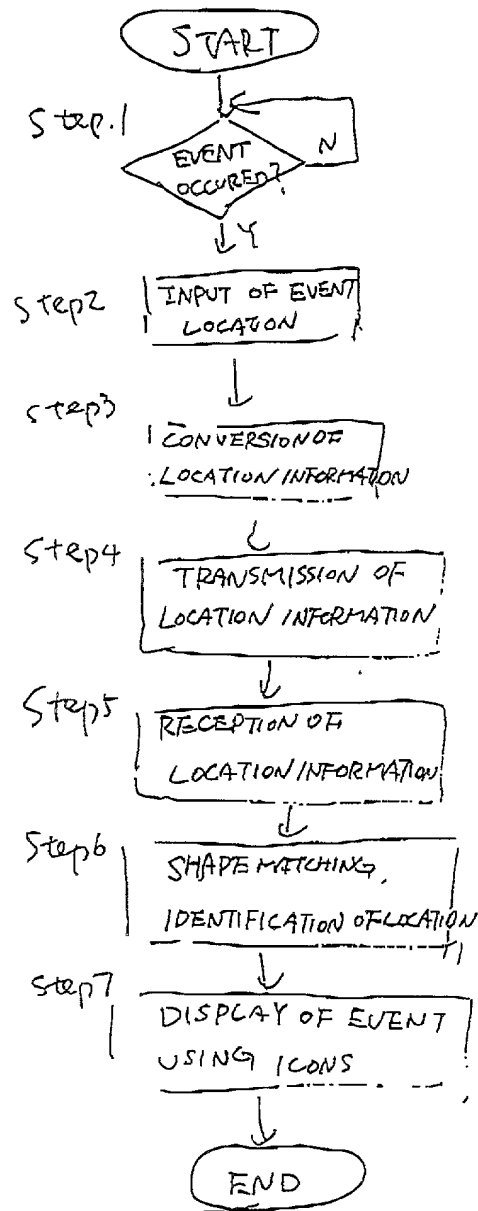 START
Step.1
EVENT
OCCURED?
N
Y
Step2
INPUT OF EVENT
LOCATION
Step3
CONVERSION OF
LOCATION INFORMATION
Step4
TRANSMISSION OF
LOCATION INFORMATION
Step5
RECEPTION OF
LOCATION INFORMATION
Step6
SHAPE MATCHING,
IDENTIFICATION OF LOCATION
Step7
DISPLAY OF EVENT
USING ICONS
END